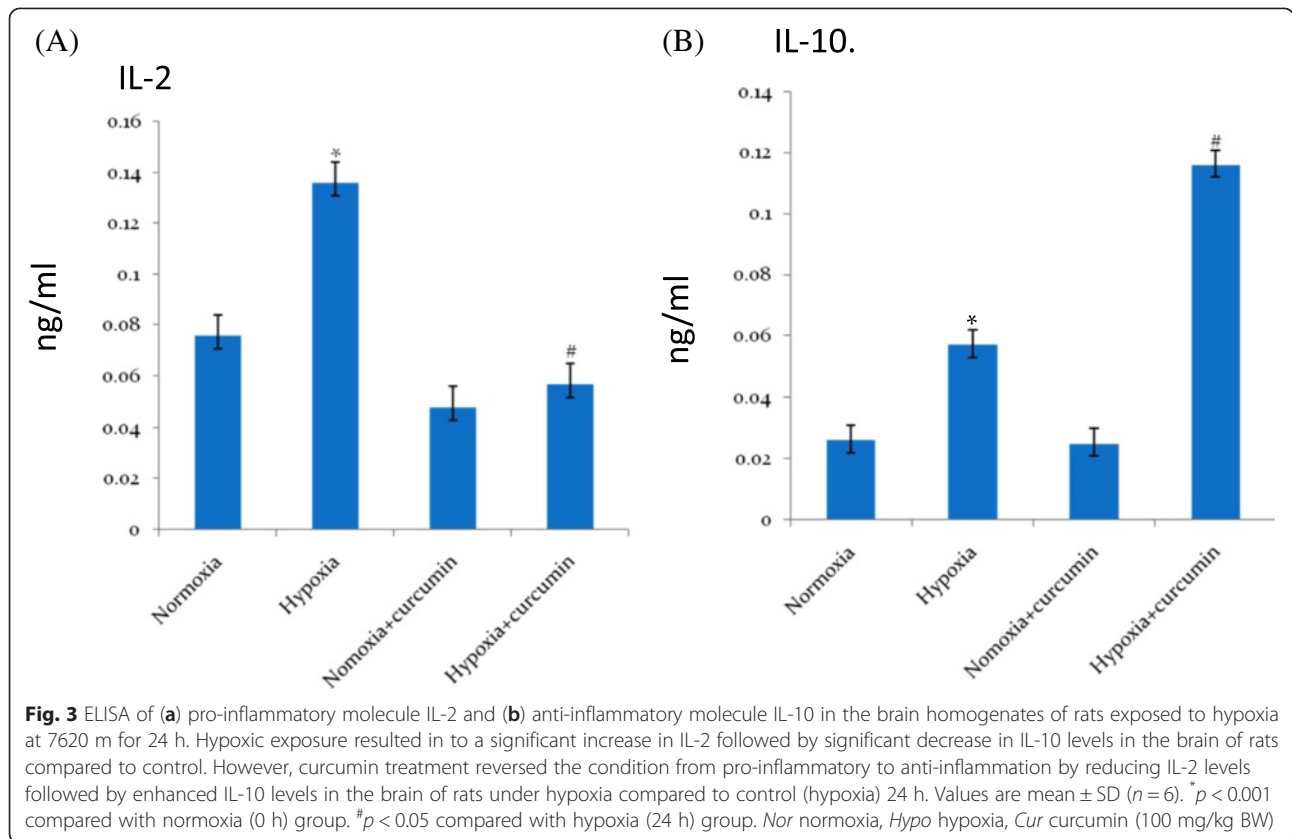 (A)
IL-2
0.16
0.14
0.12
0.1
0.08
0.06
0.04
0.02
0
ng/ml
*
#
Normoxia
Hypoxia
Nomoxia+curcumin
Hypoxia+curcumin
(B)
IL-10.
0.14
0.12
0.1
0.08
0.06
0.04
0.02
0
ng/ml
*
#
Normoxia
Hypoxia
Nomoxia+curcumin
Hypoxia+curcumin
Fig. 3 ELISA of (a) pro-inflammatory molecule IL-2 and (b) anti-inflammatory molecule IL-10 in the brain homogenates of rats exposed to hypoxia
at 7620 m for 24 h. Hypoxic exposure resulted in to a significant increase in IL-2 followed by significant decrease in IL-10 levels in the brain of rats
compared to control. However, curcumin treatment reversed the condition from pro-inflammatory to anti-inflammation by reducing IL-2 levels
followed by enhanced IL-10 levels in the brain of rats under hypoxia compared to control (hypoxia) 24 h. Values are mean ± SD (n = 6). *p < 0.001
compared with normoxia (0 h) group. #p < 0.05 compared with hypoxia (24 h) group. Nor normoxia, Hypo hypoxia, Cur curcumin (100 mg/kg BW)